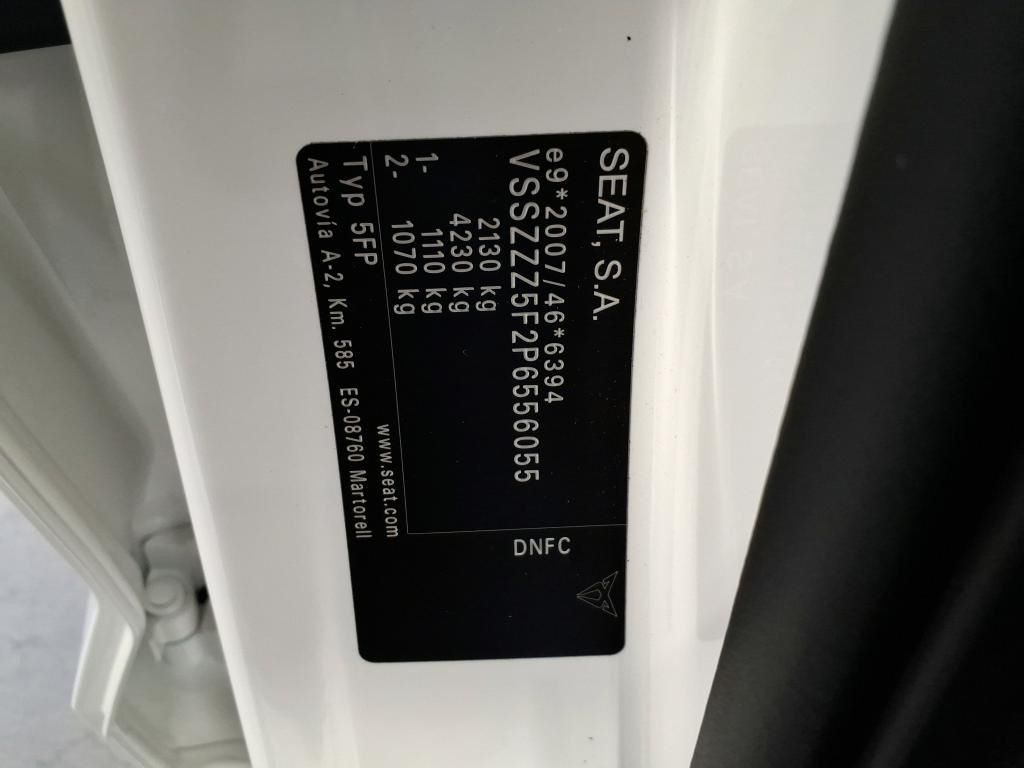 SEAT, S.A.
e9*2007/46*6394
VSSZZZ5F2P6556055
2130 kg
4230 kg
1- 1110 kg
2- 1070 kg
DNFC
Typ 5FP www.seat.com
Autovía A-2, Km. 585 ES-08760 Martorell